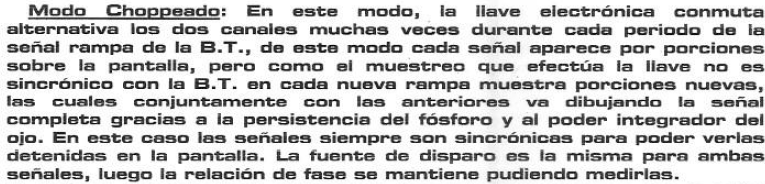 Modo Choppeado: En este modo, la llave electrónica conmuta
alternativa los dos canales muchas veces durante cada periodo de la
señal rampa de la B.T., de este modo cada señal aparece por porciones
sobre la pantalla, pero como el muestreo que efectúa la llave no es
sincrónico con la B.T. en cada nueva rampa muestra porciones nuevas,
las cuales conjuntamente con las anteriores va dibujando la señal
completa gracias a la persistencia del fósforo y al poder integrador del
ojo. En este caso las señales siempre son sincrónicas para poder verlas
detenidas en la pantalla. La fuente de disparo es la misma para ambas
señales, luego la relación de fase se mantiene pudiendo medirlas.